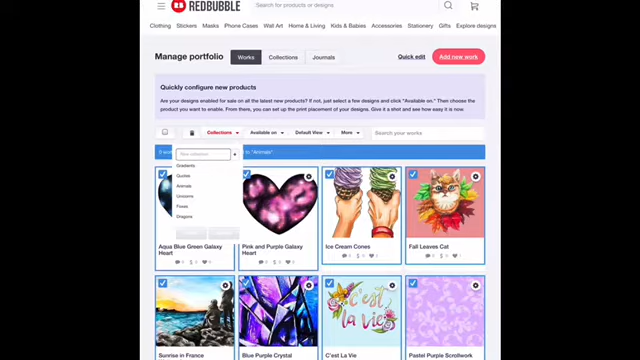 REDBUBBLE
Search for products or designs
Clothing Stickers Masks iPhone Cases Wall Art Home & Living Kids & Babies Accessories Stationery Gifts Explore designs
Manage portfolio Works Collections Journals Quick edit Add new work
Quickly configure new products
Are your designs enabled for sale on all the latest new products? If not, just select a few designs and click "Available on." Then choose the
product you want to enable. From there, you can set up the print placement of your designs. Give it a shot and see how easy it is now.
Collections Available on Default View More Search your works
New collection
to "Animals"
Gradients
Quotes
Animals
Unicorns
Foxes
Dragons
Aqua Blue Green Galaxy
Heart
Pink and Purple Galaxy
Heart
Ice Cream Cones
Fall Leaves Cat
c'est
la vie
Sunrise in France
Blue Purple Crystal
C'est La Vie
Pastel Purple Scrollwork